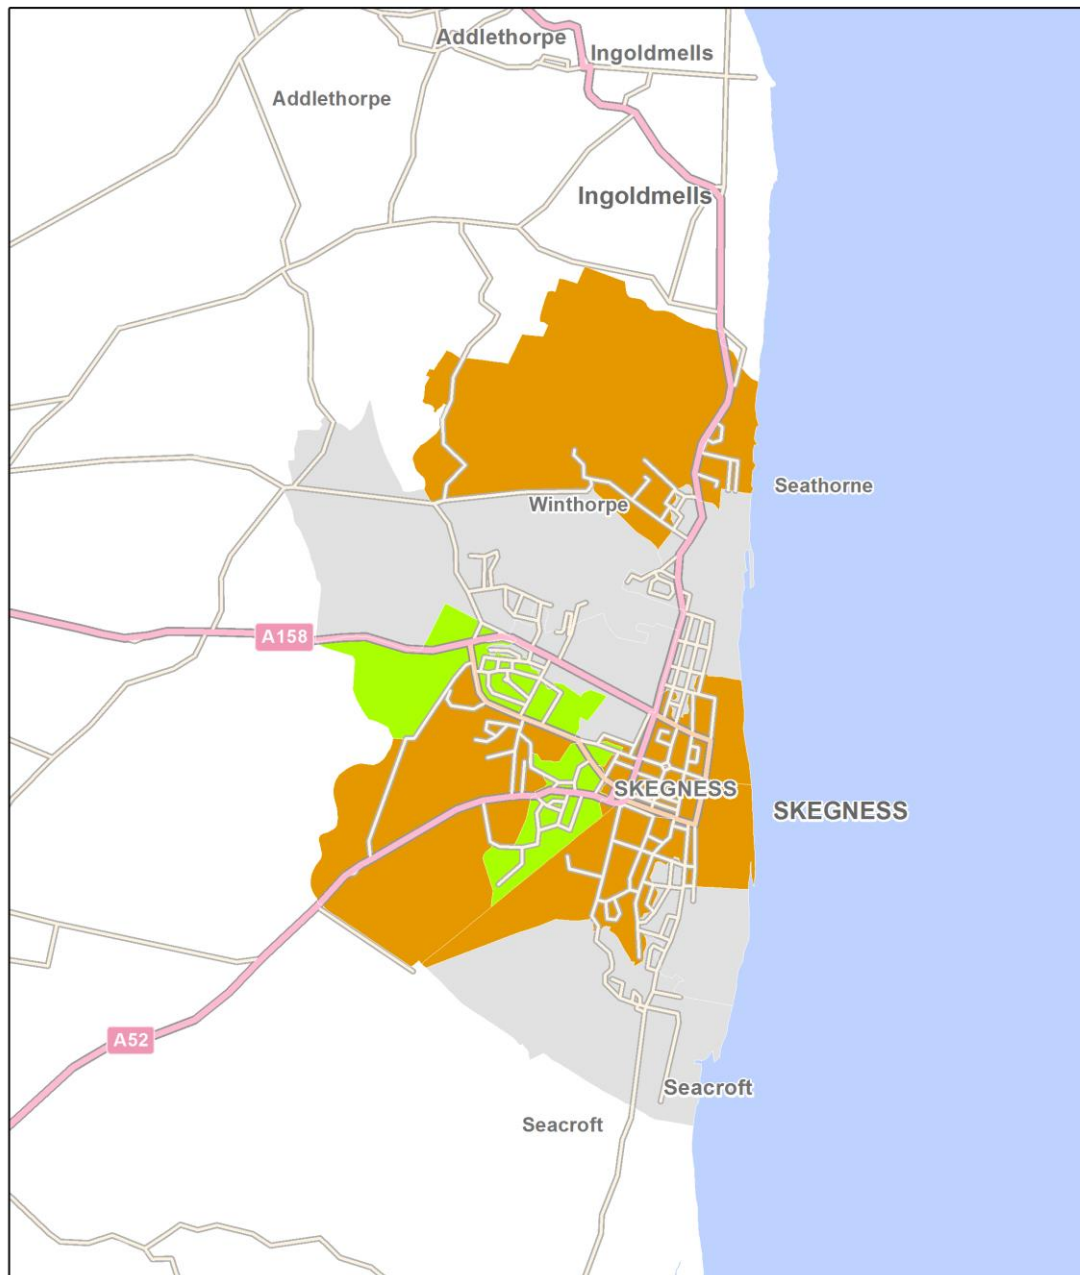 Addlethorpe
Ingoldmells
Addlethorpe
Ingoldmells
Seathorne
Winthorpe
A158
SKEGNESS
SKEGNESS
A52
Seacroft
Seacroft